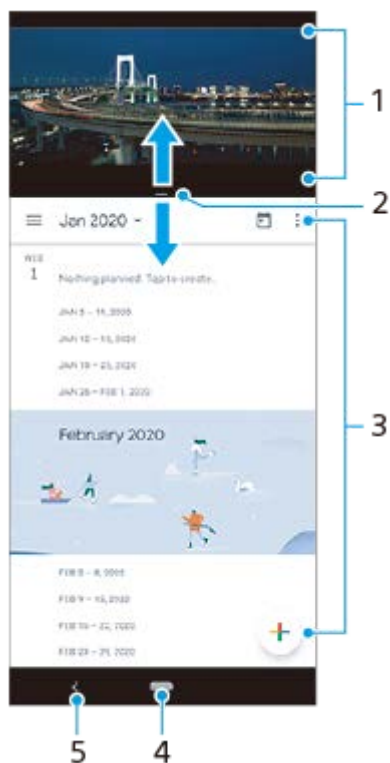 1
2
Jan 2020
WED
1
Nothing planned. Tap to create.
JAN 5 – 11, 2020
JAN 12 – 18, 2020
JAN 19 – 25, 2020
JAN 26 – FEB 1, 2020
3
February 2020
FEB 2 – 8, 2020
FEB 9 – 15, 2020
FEB 16 – 22, 2020
FEB 23 – 29, 2020
5
4